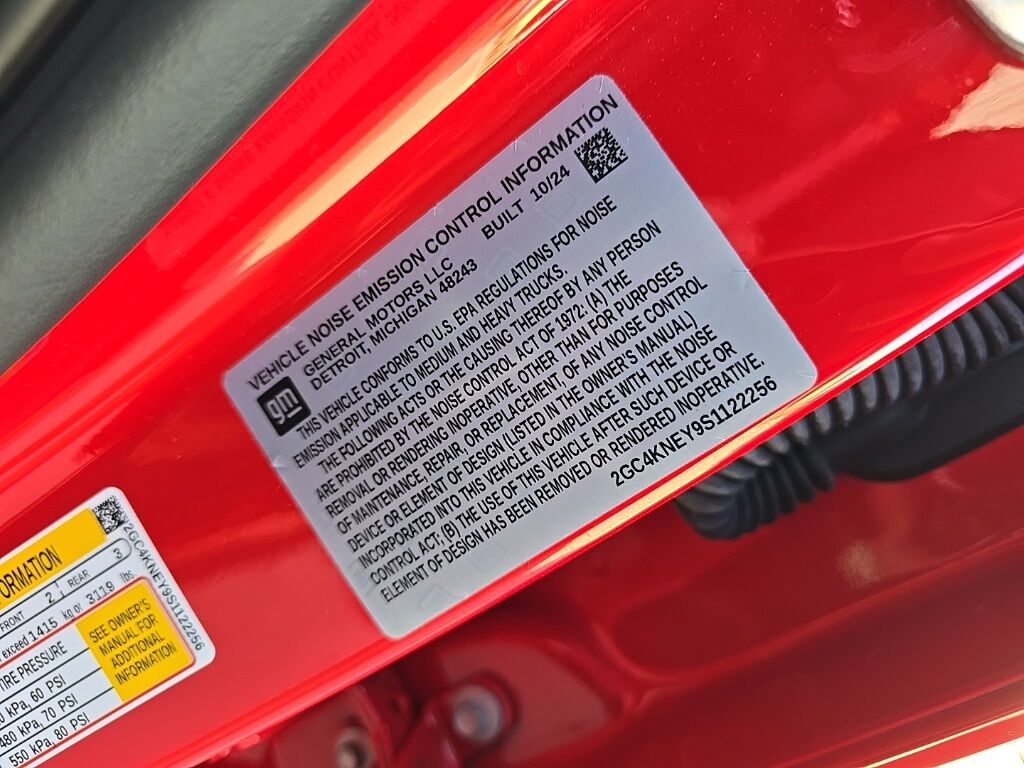 VEHICLE NOISE EMISSION CONTROL INFORMATION
gm
GENERAL MOTORS LLC
DETROIT, MICHIGAN 48243
BUILT 10/24
THIS VEHICLE CONFORMS TO U.S. EPA REGULATIONS FOR NOISE
EMISSION APPLICABLE TO MEDIUM AND HEAVY TRUCKS.
THE FOLLOWING ACTS OR THE CAUSING THEREOF BY ANY PERSON
ARE PROHIBITED BY THE NOISE CONTROL ACT OF 1972: (A) THE
REMOVAL OR RENDERING INOPERATIVE, OTHER THAN FOR PURPOSES
OF MAINTENANCE, REPAIR, OR REPLACEMENT, OF ANY NOISE CONTROL
DEVICE OR ELEMENT OF DESIGN (LISTED IN THE OWNER'S MANUAL)
INCORPORATED INTO THIS VEHICLE IN COMPLIANCE WITH THE NOISE
CONTROL ACT; (B) THE USE OF THIS VEHICLE AFTER SUCH DEVICE OR
ELEMENT OF DESIGN HAS BEEN REMOVED OR RENDERED INOPERATIVE.
2GC4KNEY9S1122256
FRONT 2 REAR 3
exceed 1415 kg or 3119 lbs.
PRESSURE
kPa, 60 PSI
480 kPa, 70 PSI
550 kPa, 80 PSI
SEE OWNER'S
MANUAL FOR
ADDITIONAL
INFORMATION
2GC4KNEY9S1122256